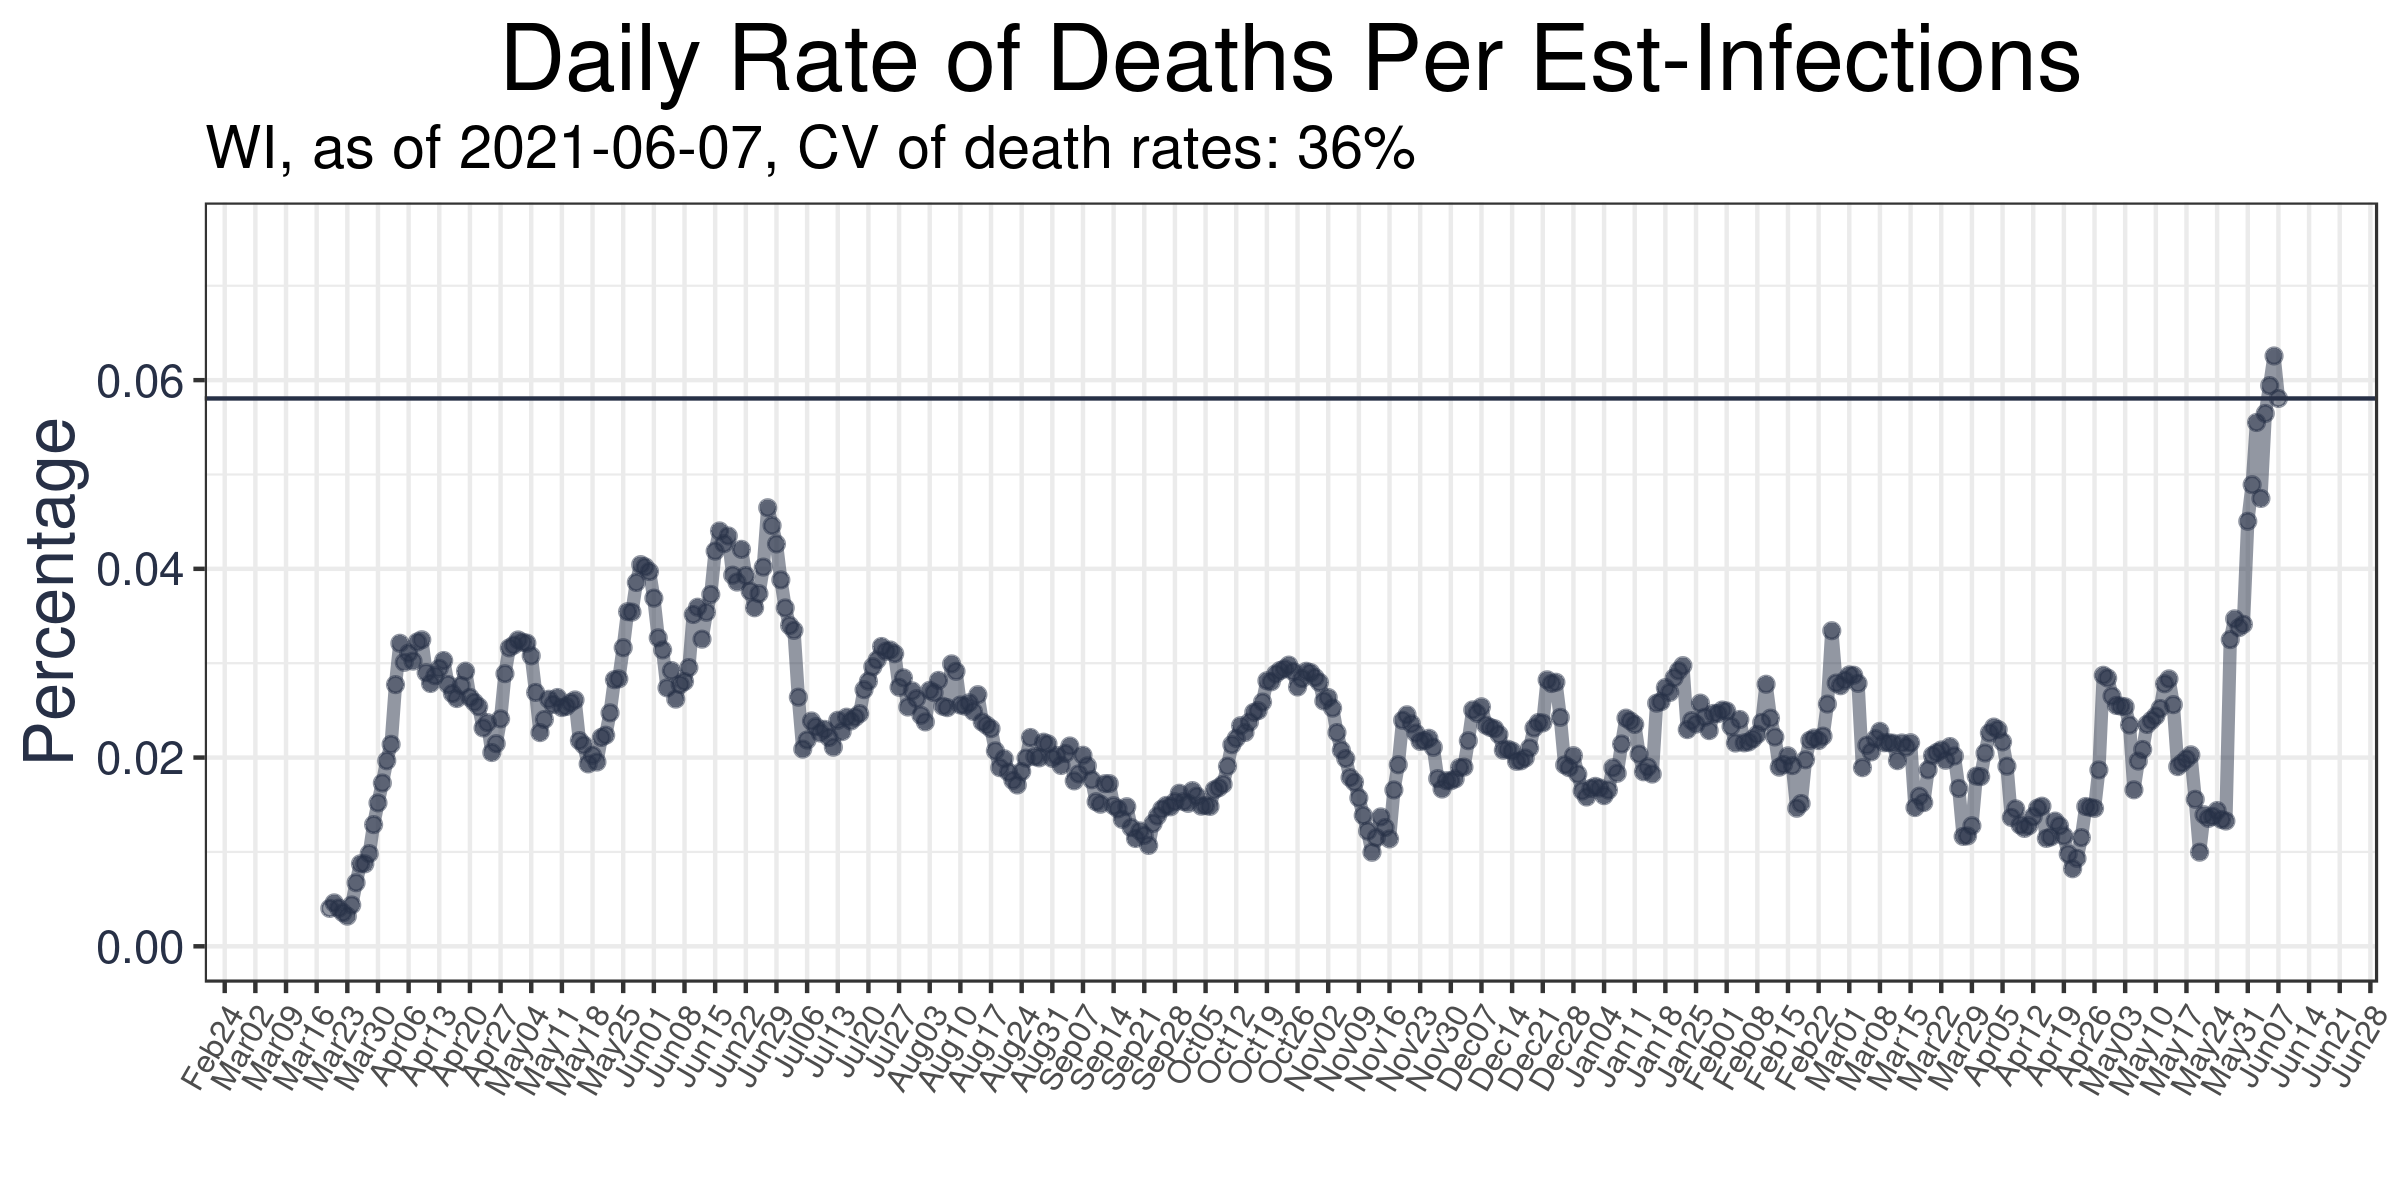 Daily Rate of Deaths Per Est-Infections
WI, as of 2021-06-07, CV of death rates: 36%
Percentage
0.06
0.04
0.02
0.00
Feb24
Mar02
Mar09
Mar16
Mar23
Mar30
Apr06
Apr13
Apr20
Apr27
May04
May11
May18
May25
Jun01
Jun08
Jun15
Jun22
Jun29
Jul06
Jul13
Jul20
Jul27
Aug03
Aug10
Aug17
Aug24
Aug31
Sep07
Sep14
Sep21
Sep28
Oct05
Oct12
Oct19
Oct26
Nov02
Nov09
Nov16
Nov23
Nov30
Dec07
Dec14
Dec21
Dec28
Jan04
Jan11
Jan18
Jan25
Feb01
Feb08
Feb15
Feb22
Mar01
Mar08
Mar15
Mar22
Mar29
Apr05
Apr12
Apr19
Apr26
May03
May10
May17
May24
May31
Jun07
Jun14
Jun21
Jun28